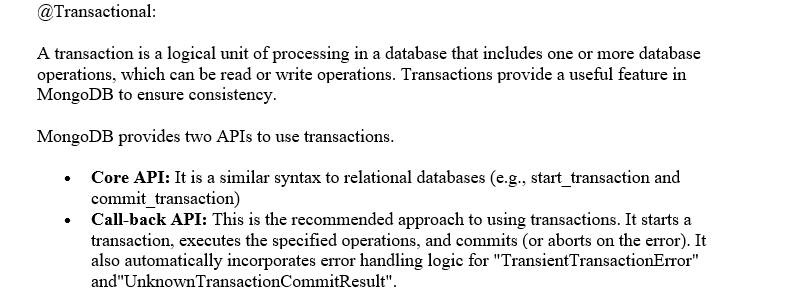 @Transactional:
A transaction is a logical unit of processing in a database that includes one or more database
operations, which can be read or write operations. Transactions provide a useful feature in
MongoDB to ensure consistency.
MongoDB provides two APIs to use transactions.
• Core API: It is a similar syntax to relational databases (e.g., start_transaction and
commit_transaction)
• Call-back API: This is the recommended approach to using transactions. It starts a
transaction, executes the specified operations, and commits (or aborts on the error). It
also automatically incorporates error handling logic for "TransientTransactionError"
and"UnknownTransactionCommitResult".